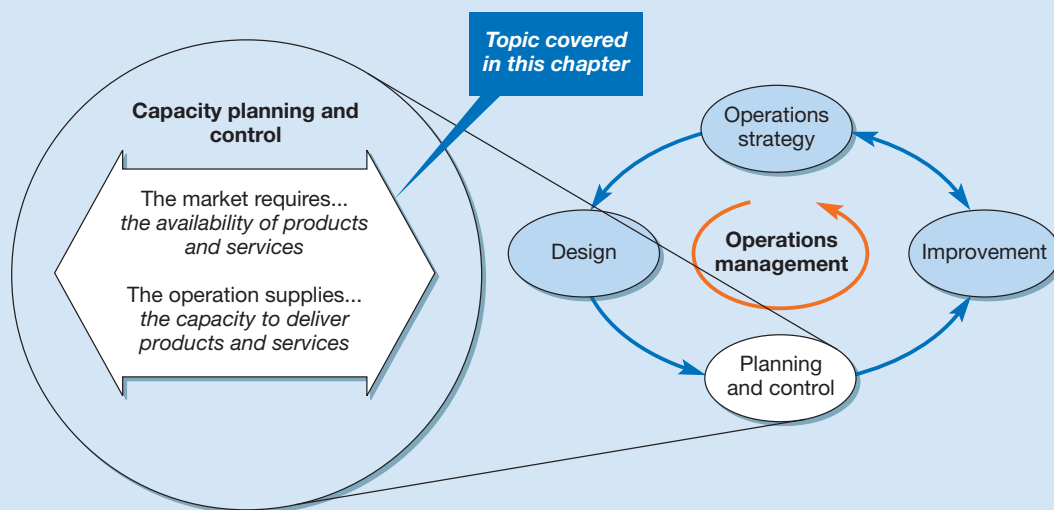 Topic covered
in this chapter
Capacity planning and
control
The market requires...
the availability of products
and services
The operation supplies...
the capacity to deliver
products and services
Operations
strategy
Design
Operations
management
Improvement
Planning
and control